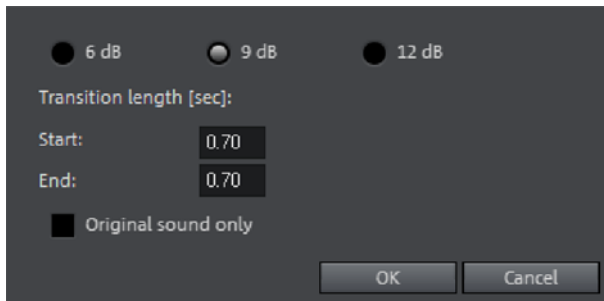 6 dB 9 dB 12 dB
Transition length [sec]:
Start: 0.70
End: 0.70
Original sound only
OK Cancel